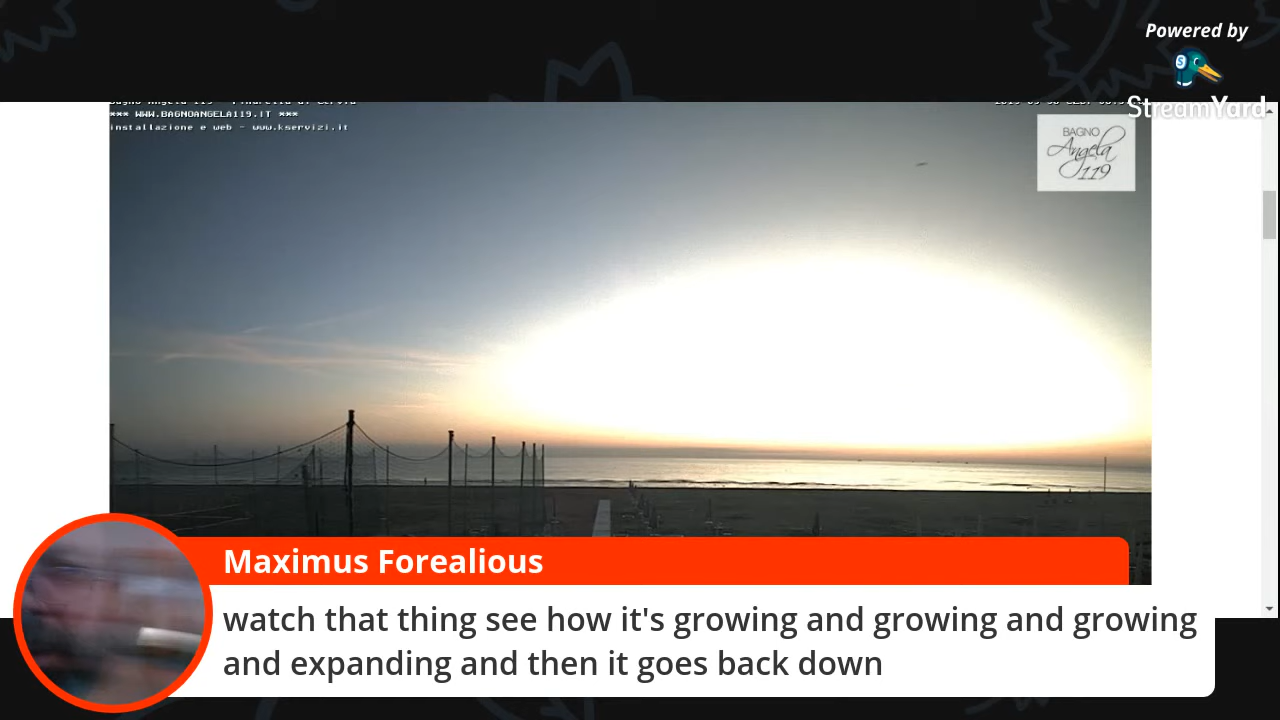 Powered by
StreamYard
*** WWW.BAGNOANGELA119.IT ***
installazione e web - www.kservizi.it
BAGNO
Angela
119
Maximus Forealious
watch that thing see how it's growing and growing and growing
and expanding and then it goes back down